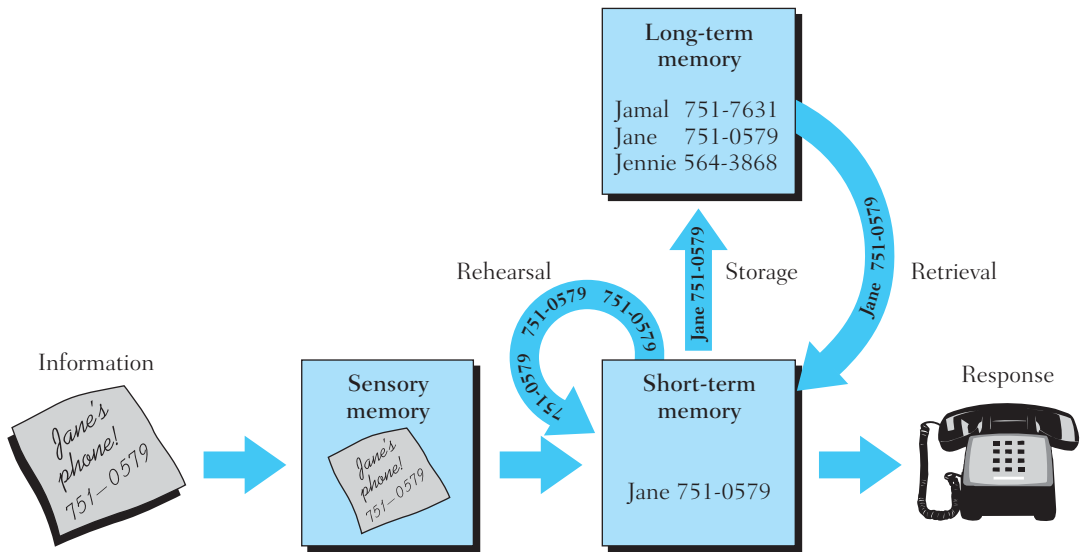 Long-term
memory
Jamal 751-7631
Jane 751-0579
Jennie 564-3868
Jane 751-0579
Storage
Jane 751-0579
Retrieval
Rehearsal
751-0579
751-0579
751-0579
751-0579
Information
Jane's
phone!
751–0579
Sensory
memory
Jane's
phone!
751–0579
Short-term
memory
Jane 751-0579
Response